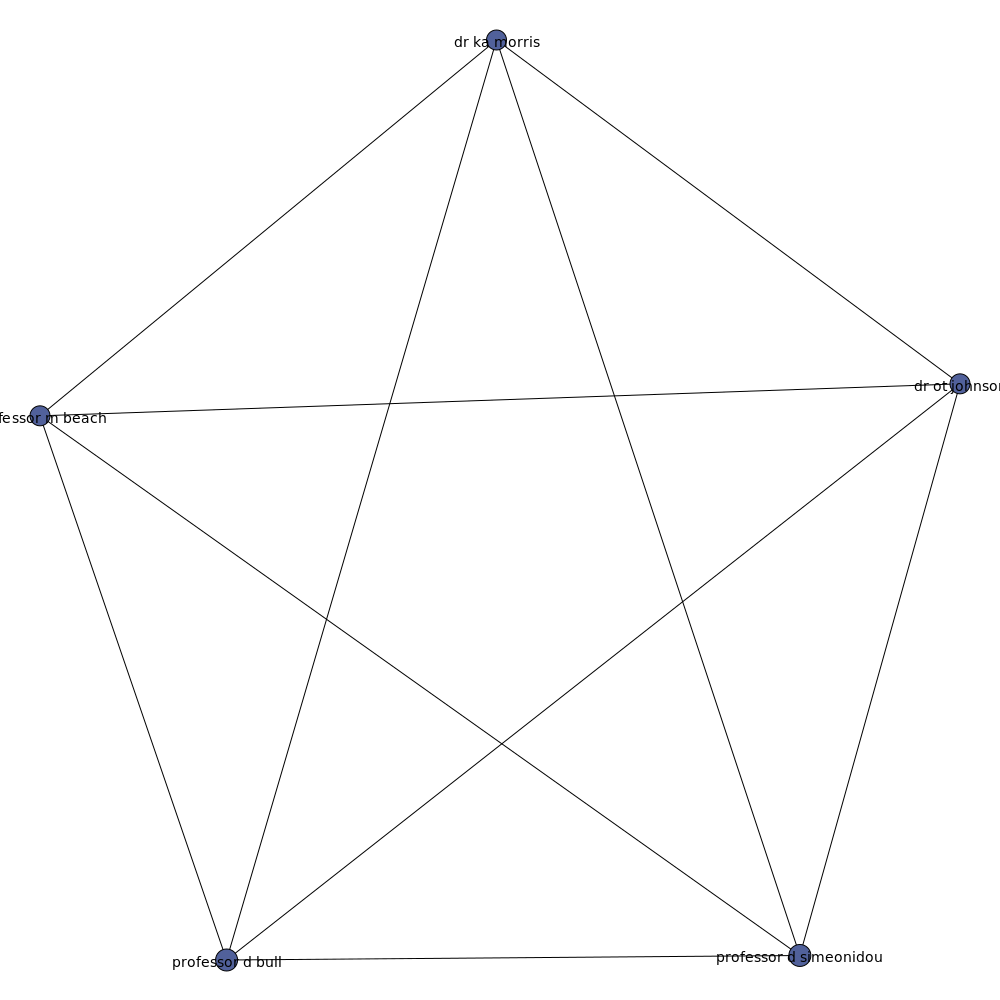 dr ka morris
dr ot johnson
fessor m beach
professor d bull
professor d simeonidou